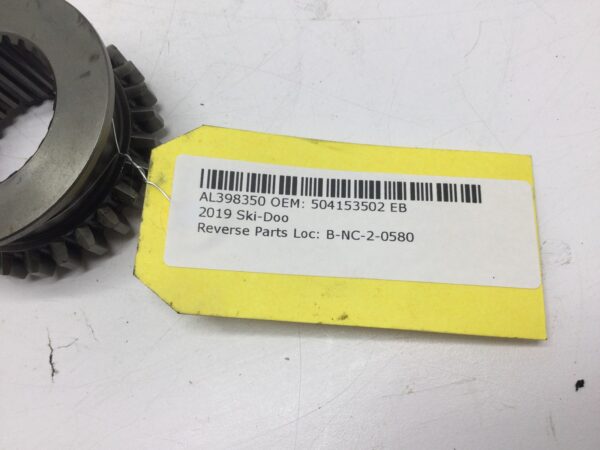 AL398350 OEM: 504153502 EB
2019 Ski-Doo
Reverse Parts Loc: B-NC-2-0580